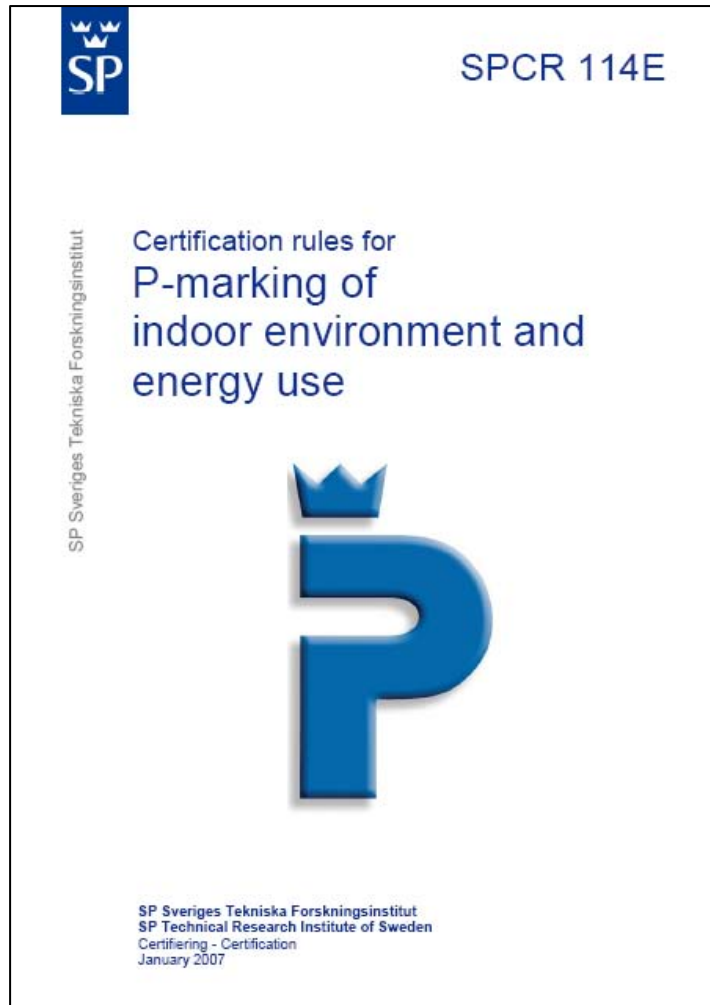 SP
SPCR 114E
SP Sveriges Tekniska Forskningsinstitut
Certification rules for
P-marking of
indoor environment and
energy use
P
SP Sveriges Tekniska Forskningsinstitut
SP Technical Research Institute of Sweden
Certifiering - Certification
January 2007